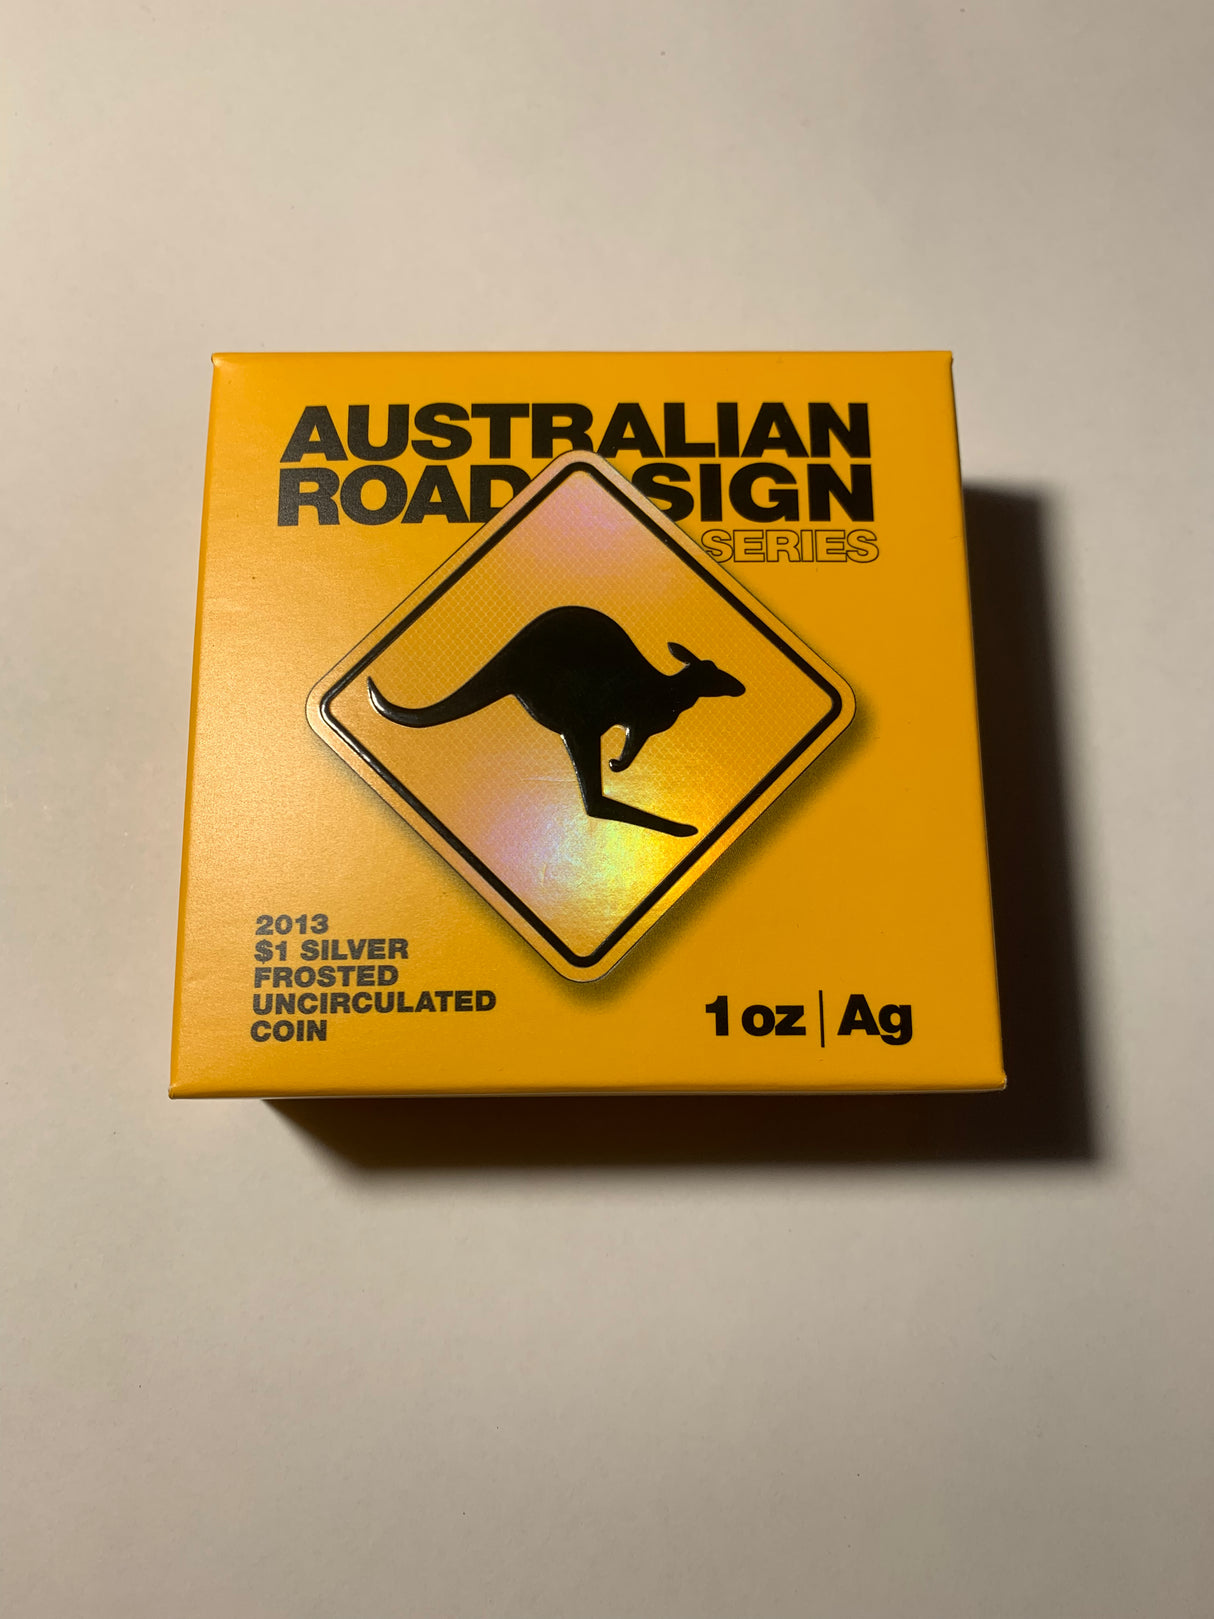 AUSTRALIAN
ROAD SIGN
SERIES
2013
$1 SILVER
FROSTED
UNCIRCULATED
COIN
1 oz | Ag